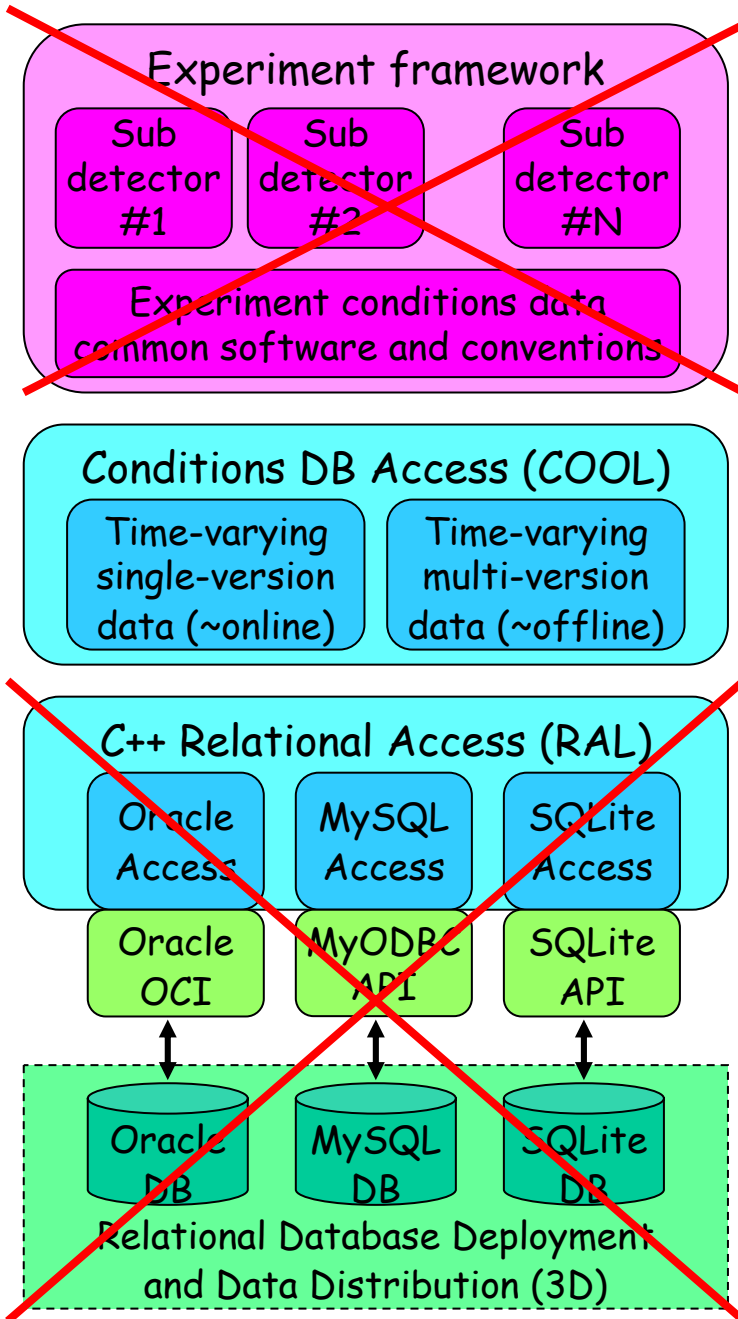 Experiment framework
Sub
detector
#1
Sub
detector
#2
Sub
detector
#N
Experiment conditions data
common software and conventions
Conditions DB Access (COOL)
Time-varying
single-version
data (~online)
Time-varying
multi-version
data (~offline)
C++ Relational Access (RAL)
Oracle
Access
MySQL
Access
SQLite
Access
Oracle
OCI
MyODBC
API
SQLite
API
Oracle
DB
MySQL
DB
SQLite
DB
Relational Database Deployment
and Data Distribution (3D)